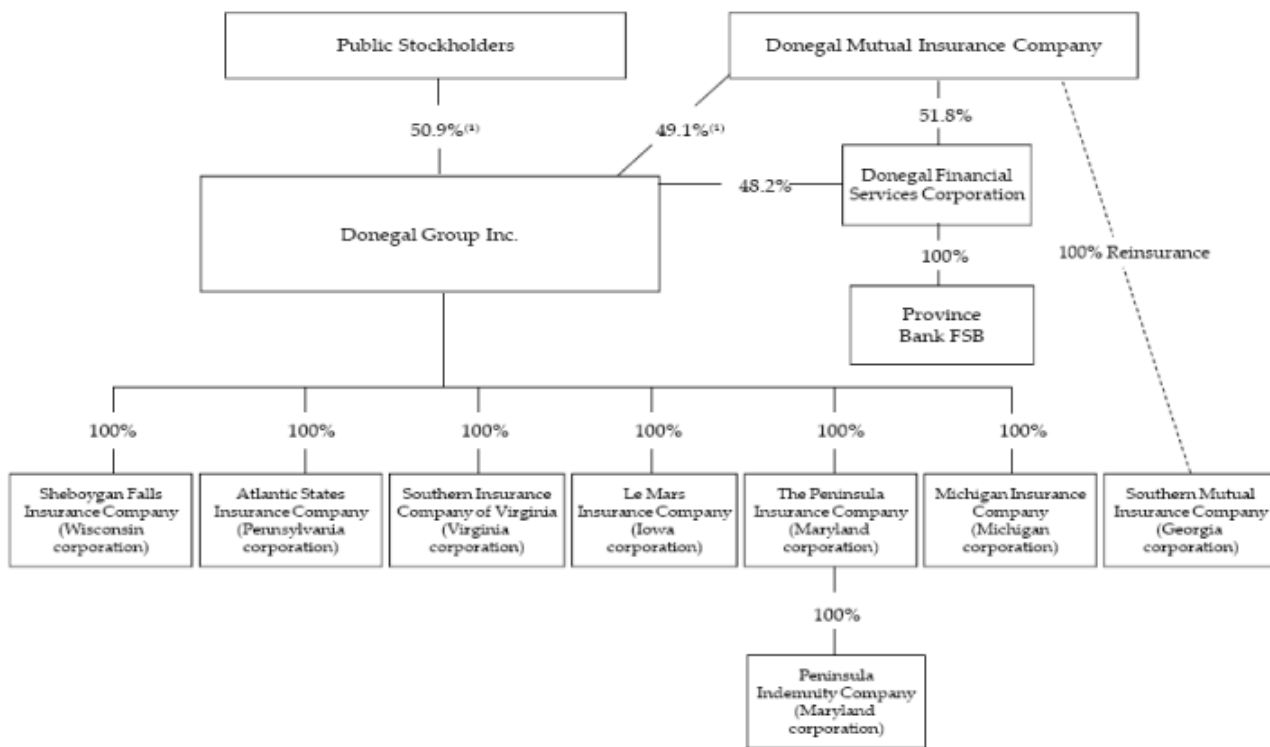 Public Stockholders
Donegal Mutual Insurance Company
50.9%⁽¹⁾
49.1%⁽¹⁾
51.8%
Donegal Group Inc.
48.2%
Donegal Financial
Services Corporation
100%
100% Reinsurance
Province
Bank FSB
100%
100%
100%
100%
100%
100%
Sheboygan Falls
Insurance Company
(Wisconsin
corporation)
Atlantic States
Insurance Company
(Pennsylvania
corporation)
Southern Insurance
Company of Virginia
(Virginia
corporation)
Le Mars
Insurance Company
(Iowa
corporation)
The Peninsula
Insurance Company
(Maryland
corporation)
Michigan Insurance
Company
(Michigan
corporation)
Southern Mutual
Insurance Company
(Georgia
corporation)
100%
Peninsula
Indemnity Company
(Maryland
corporation)